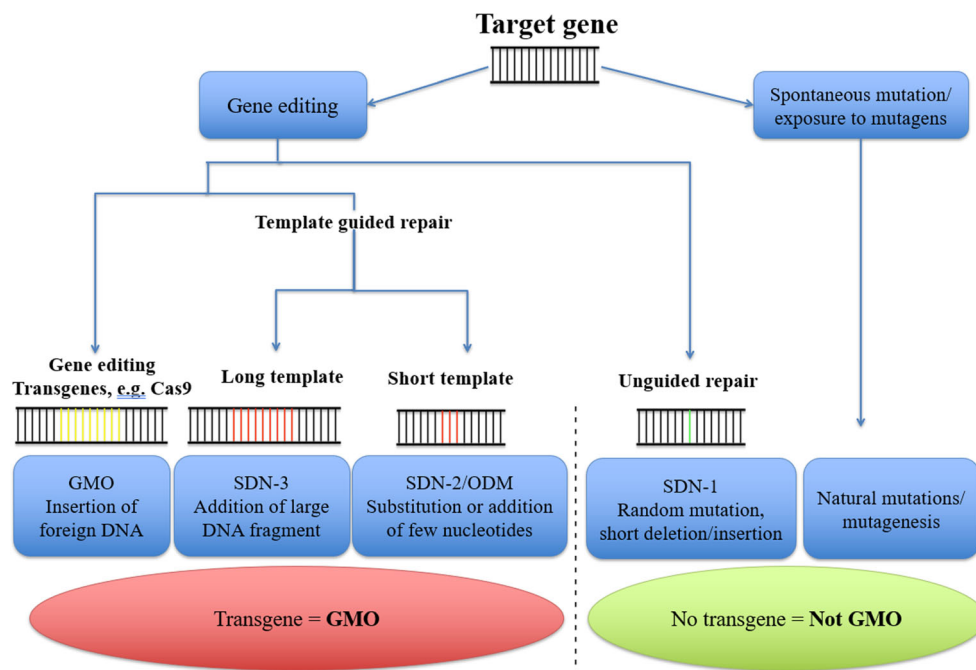 Target gene
Gene editing
Spontaneous mutation/
exposure to mutagens
Template guided repair
Gene editing
Transgenes, e.g. Cas9
Long template
Short template
Unguided repair
GMO
Insertion of
foreign DNA
SDN-3
Addition of large
DNA fragment
SDN-2/ODM
Substitution or addition
of few nucleotides
SDN-1
Random mutation,
short deletion/insertion
Natural mutations/
mutagenesis
Transgene = GMO
No transgene = Not GMO